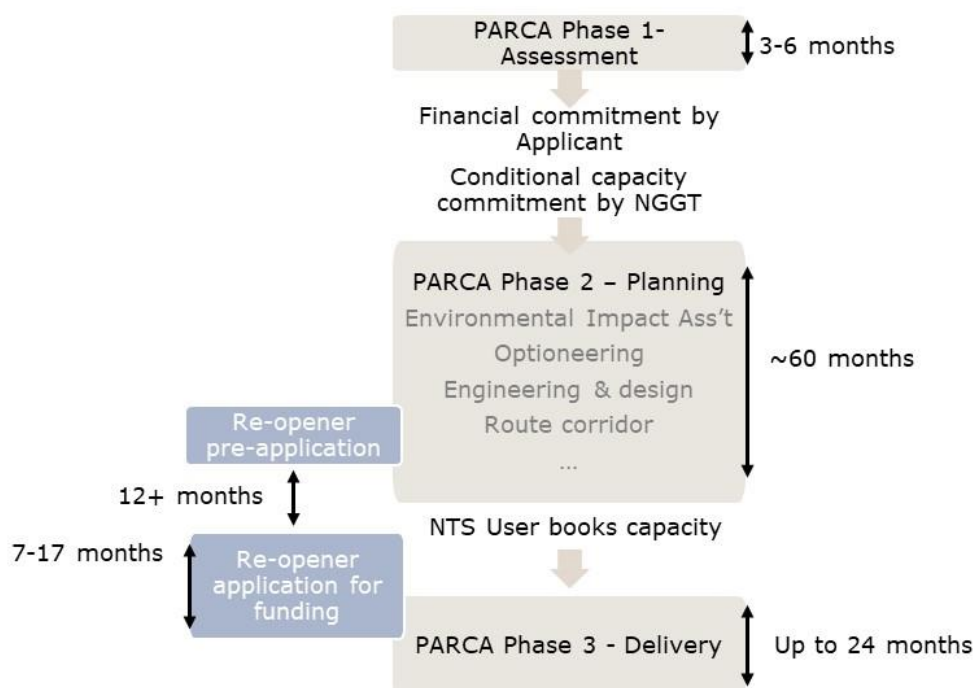 PARCA Phase 1-
Assessment
3-6 months
Financial commitment by
Applicant
Conditional capacity
commitment by NGGT
PARCA Phase 2 – Planning
Environmental Impact Ass’t
Optioneering
Engineering & design
Route corridor
...
~60 months
Re-opener
pre-application
12+ months
NTS User books capacity
7-17 months
Re-opener
application for
funding
PARCA Phase 3 - Delivery
Up to 24 months